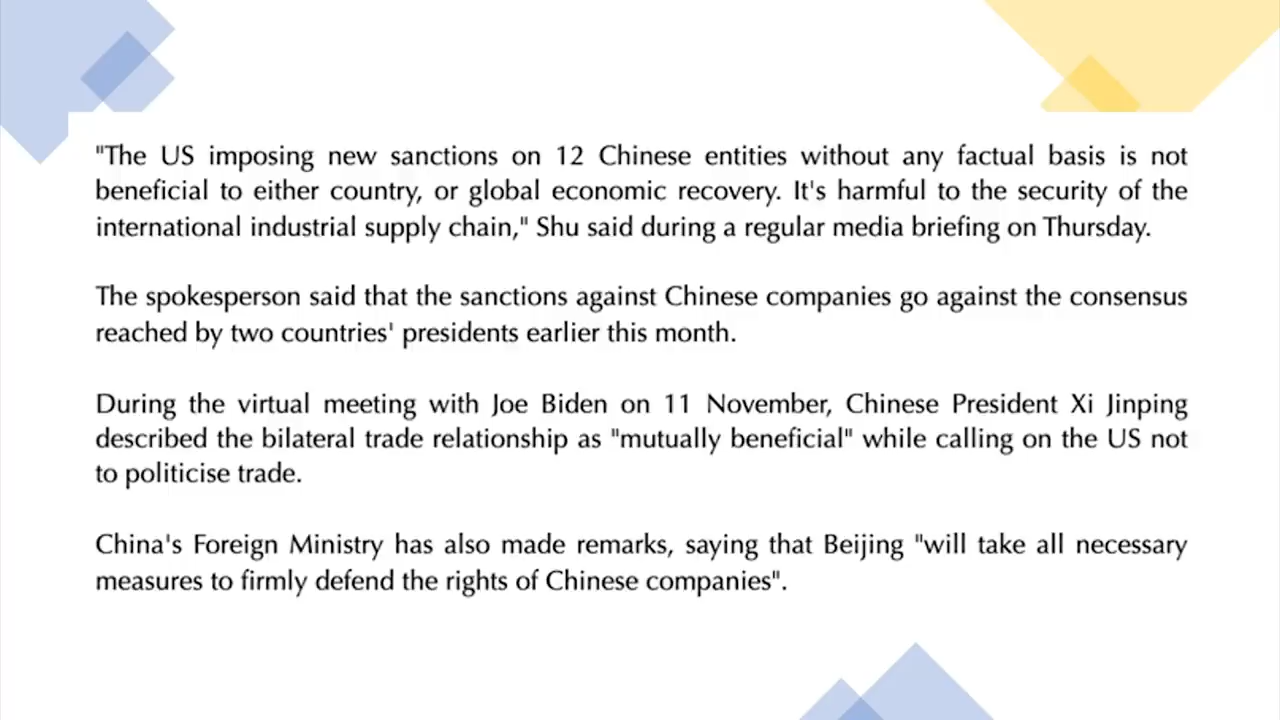 "The US imposing new sanctions on 12 Chinese entities without any factual basis is not
beneficial to either country, or global economic recovery. It's harmful to the security of the
international industrial supply chain," Shu said during a regular media briefing on Thursday.
The spokesperson said that the sanctions against Chinese companies go against the consensus
reached by two countries' presidents earlier this month.
During the virtual meeting with Joe Biden on 11 November, Chinese President Xi Jinping
described the bilateral trade relationship as "mutually beneficial" while calling on the US not
to politicise trade.
China's Foreign Ministry has also made remarks, saying that Beijing "will take all necessary
measures to firmly defend the rights of Chinese companies".